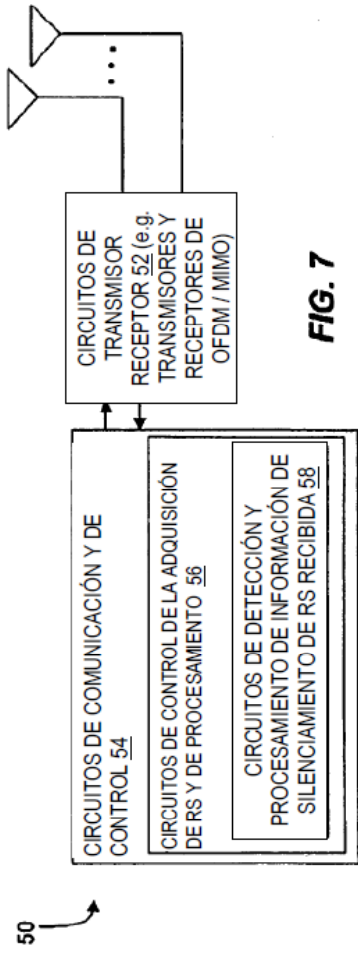 50
CIRCUITOS DE COMUNICACIÓN Y DE
CONTROL 54
CIRCUITOS DE CONTROL DE LA ADQUISICIÓN
DE RS Y DE PROCESAMIENTO 56
CIRCUITOS DE DETECCIÓN Y
PROCESAMIENTO DE INFORMACIÓN DE
SILENCIAMIENTO DE RS RECIBIDA 58
CIRCUITOS DE
TRANSMISOR
RECEPTOR 52 (e.g.
TRANSMISORES Y
RECEPTORES DE
OFDM / MIMO)
FIG. 7